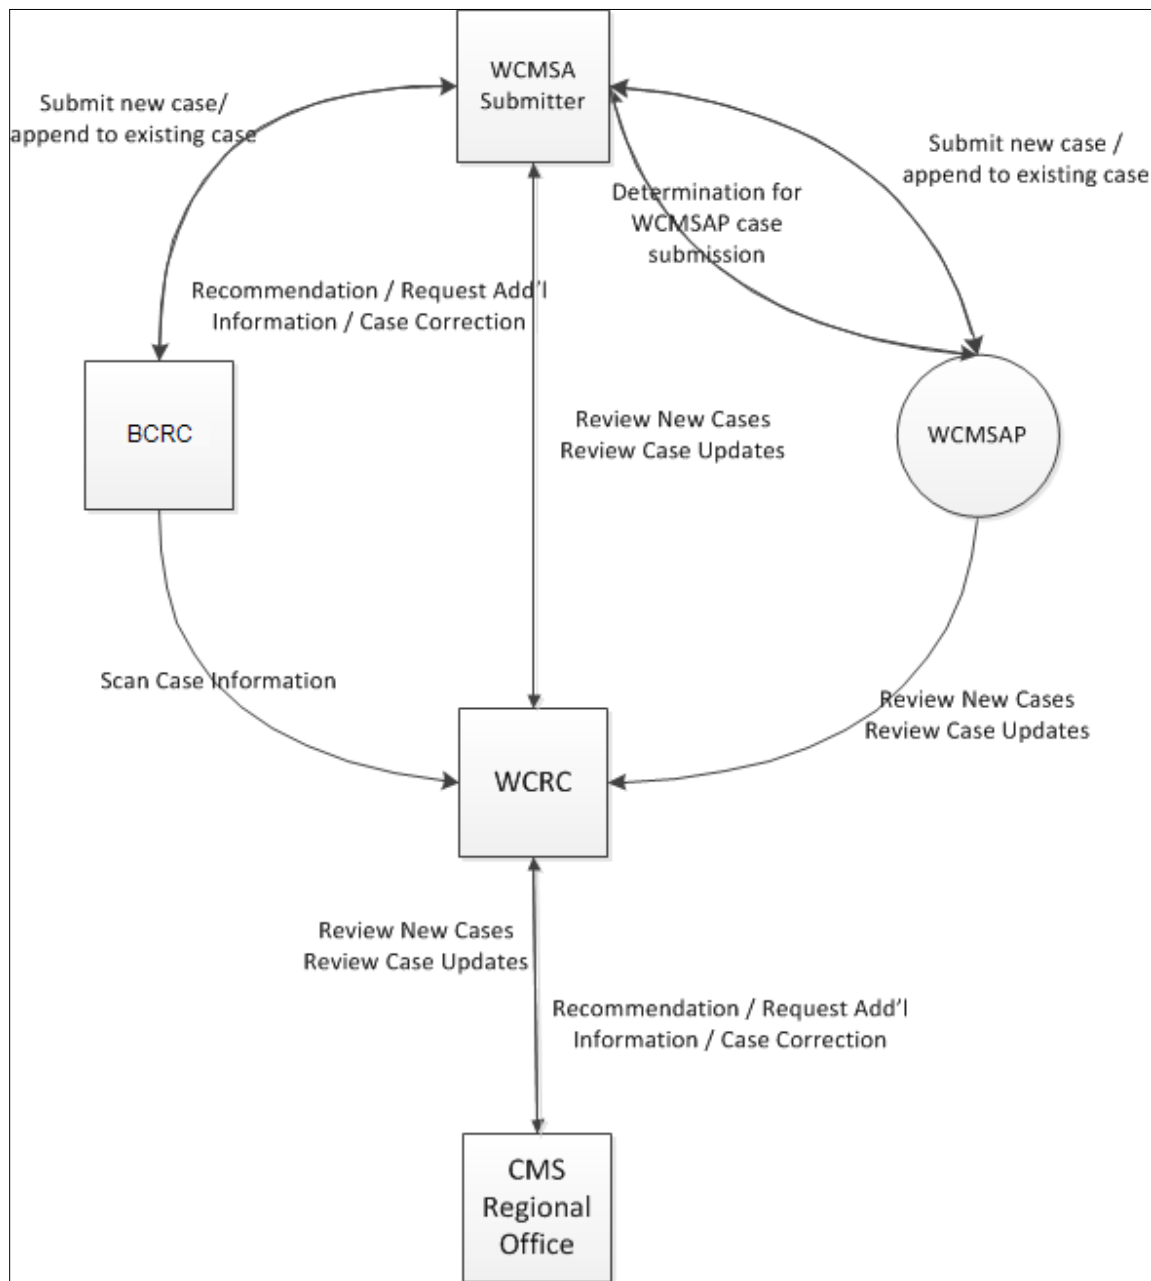 WCMSA
Submitter
Submit new case/
append to existing case
Submit new case /
append to existing case
Determination for
WCMSAP case
submission
Recommendation / Request Add'l
Information / Case Correction
BCRC
Review New Cases
Review Case Updates
WCMSAP
Scan Case Information
Review New Cases
Review Case Updates
WCRC
Review New Cases
Review Case Updates
Recommendation / Request Add'l
Information / Case Correction
CMS
Regional
Office